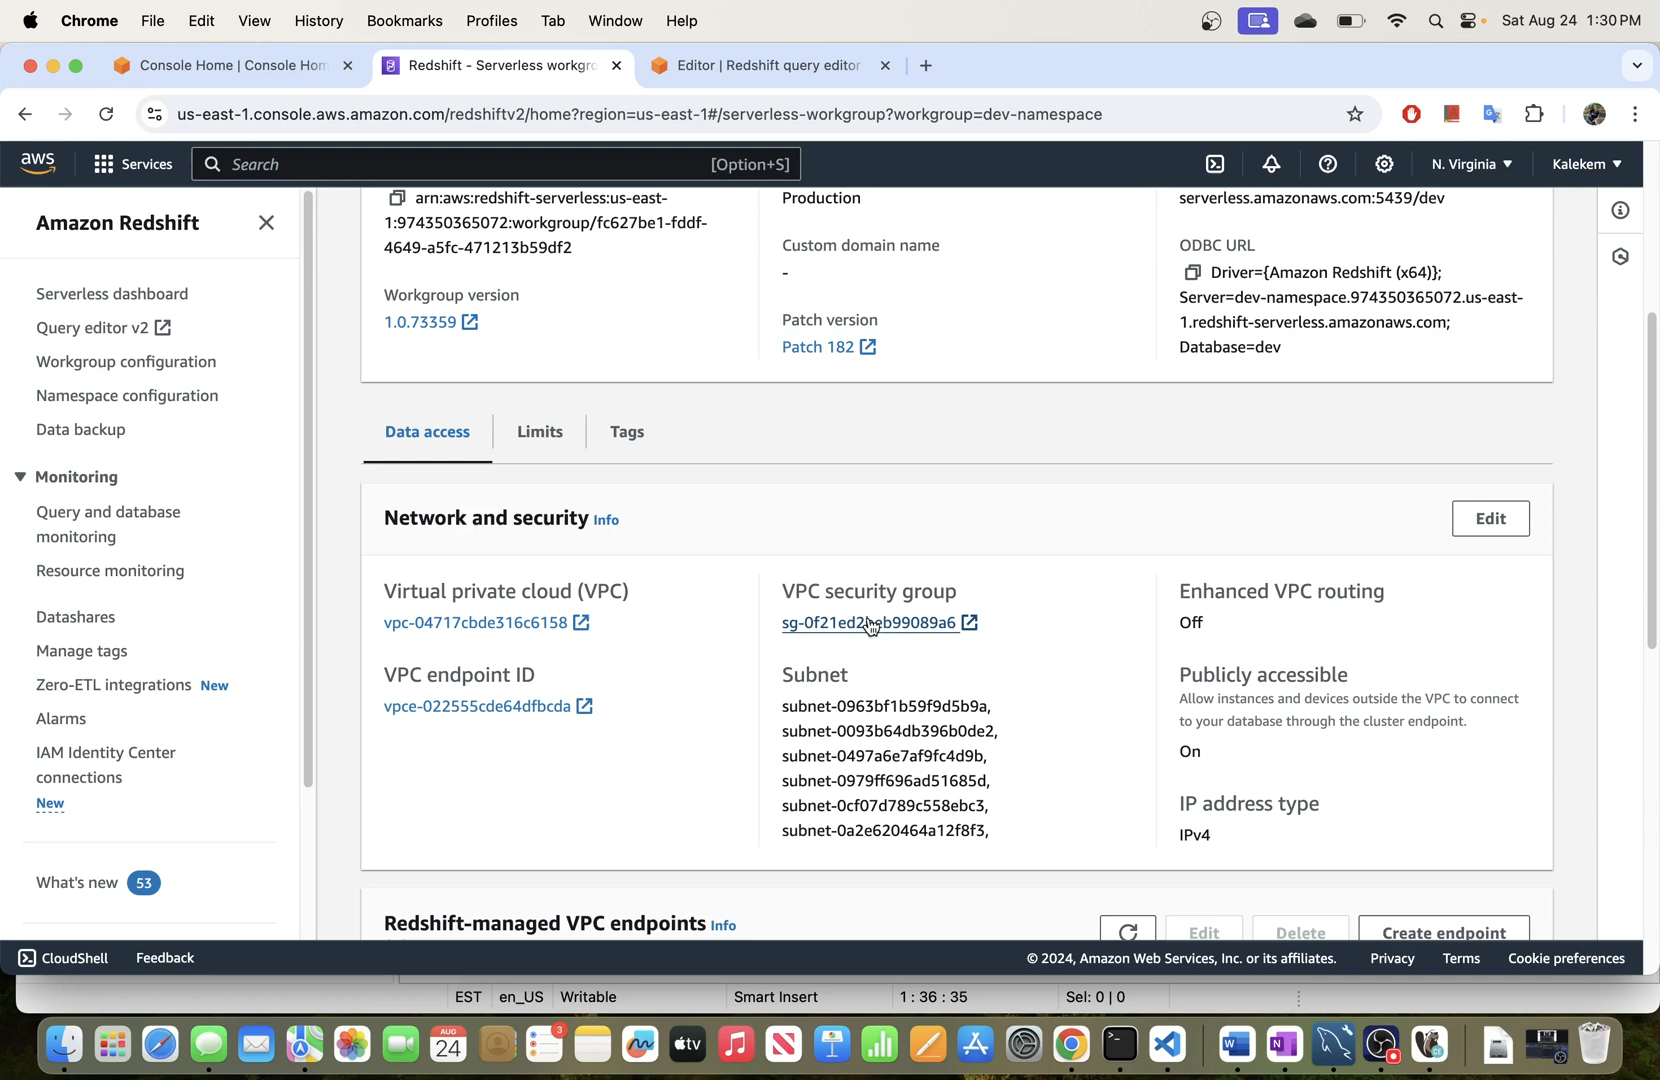 Chrome File Edit View History Bookmarks Profiles Tab Window Help Sat Aug 24 1:30 PM
Console Home | Console Hom Redshift - Serverless workgro Editor | Redshift query editor
us-east-1.console.aws.amazon.com/redshiftv2/home?region=us-east-1#/serverless-workgroup?workgroup=dev-namespace
aws Services Search [Option+S] N. Virginia Kalekem
Amazon Redshift
Serverless dashboard
Query editor v2
Workgroup configuration
Namespace configuration
Data backup
Monitoring
Query and database
monitoring
Resource monitoring
Datashares
Manage tags
Zero-ETL integrations New
Alarms
IAM Identity Center
connections
New
What's new 53
arn:aws:redshift-serverless:us-east-
1:974350365072:workgroup/fc627be1-fddf-
4649-a5fc-471213b59df2
Workgroup version
1.0.73359
Production
Custom domain name
-
Patch version
Patch 182
serverless.amazonaws.com:5439/dev
ODBC URL
Driver={Amazon Redshift (x64)};
Server=dev-namespace.974350365072.us-east-
1.redshift-serverless.amazonaws.com;
Database=dev
Data access Limits Tags
Network and security Info Edit
Virtual private cloud (VPC)
vpc-04717cbde316c6158
VPC endpoint ID
vpce-022555cde64dfbcda
VPC security group
Subnet
subnet-0963bf1b59f9d5b9a,
subnet-0093b64db396b0de2,
subnet-0497a6e7af9fc4d9b,
subnet-0979ff696ad51685d,
subnet-0cf07d789c558ebc3,
subnet-0a2e620464a12f8f3,
Enhanced VPC routing
Off
Publicly accessible
Allow instances and devices outside the VPC to connect
to your database through the cluster endpoint.
On
IP address type
IPv4
Redshift-managed VPC endpoints Info Edit Delete Create endpoint
CloudShell Feedback © 2024, Amazon Web Services, Inc. or its affiliates. Privacy Terms Cookie preferences
EST en_US Writable Smart Insert 1 : 36 : 35 Sel: 0 | 0
AUG
24
3
tv